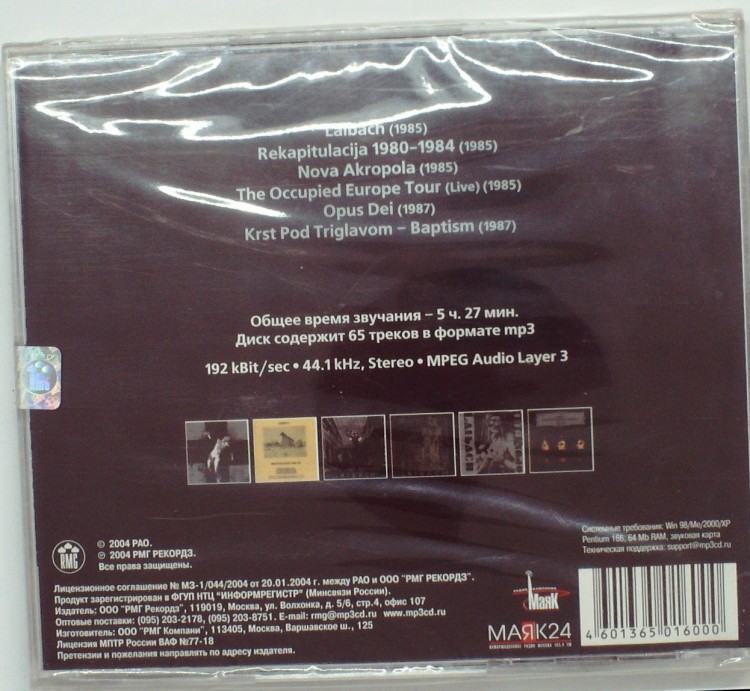 Laibach (1985)
Rekapitulacija 1980-1984 (1985)
Nova Akropola (1985)
The Occupied Europe Tour (Live) (1985)
Opus Dei (1987)
Krst Pod Triglavom – Baptism (1987)
Общее время звучания – 5 ч. 27 мин.
Диск содержит 65 треков в формате mp3
192 kBit/sec • 44.1 kHz, Stereo • MPEG Audio Layer 3
LAIBACH
Системные требования: Win 98/Me/2000/XP
Pentium 166, 64 Mb RAM, звуковая карта
Техническая поддержка: support@mp3cd.ru
RMG
© 2004 РАО.
℗ 2004 РМГ РЕКОРДЗ.
Все права защищены.
Лицензионное соглашение № МЗ-1/044/2004 от 20.01.2004 г. между РАО и ООО "РМГ РЕКОРДЗ".
Продукт зарегистрирован в ФГУП НТЦ "ИНФОРМРЕГИСТР" (Минсвязи России).
Издатель: ООО "РМГ Рекордз", 119019, Москва, ул. Волхонка, д. 5/6, стр.4, офис 107
Оптовые поставки: (095) 203-2178, (095) 203-8751. E-mail: rmg@mp3cd.ru www.mp3cd.ru
Изготовитель: ООО "РМГ Компани", 113405, Москва, Варшавское ш., 125
Лицензия МПТР России ВАФ №77-18
Претензии и пожелания направлять по адресу издателя.
Маяк
МАЯК24
4 601365 016000